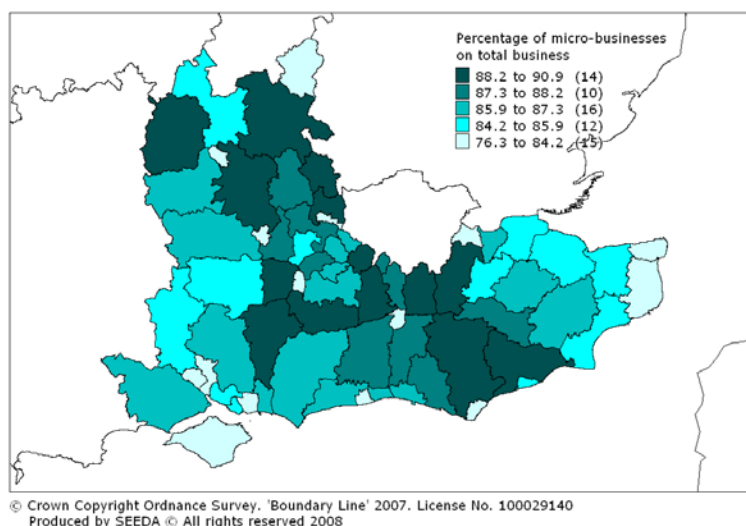 Percentage of micro-businesses
on total business
88.2 to 90.9 (14)
87.3 to 88.2 (10)
85.9 to 87.3 (16)
84.2 to 85.9 (12)
76.3 to 84.2 (15)
© Crown Copyright Ordnance Survey. 'Boundary Line' 2007. License No. 100029140
Produced by SEEDA © All rights reserved 2008